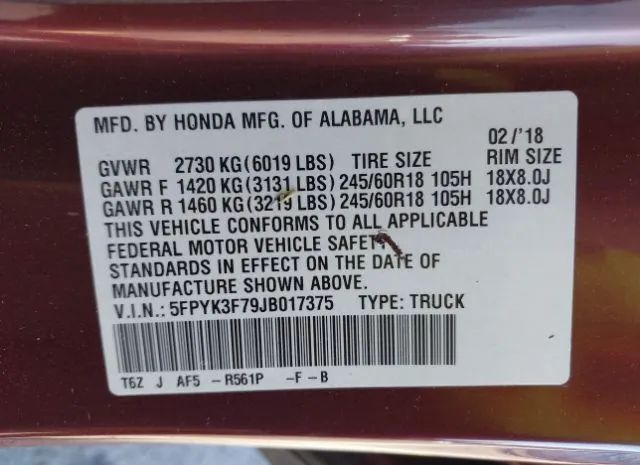 MFD. BY HONDA MFG. OF ALABAMA, LLC
02/'18
GVWR 2730 KG(6019 LBS) TIRE SIZE RIM SIZE
GAWR F 1420 KG(3131 LBS) 245/60R18 105H 18X8.0J
GAWR R 1460 KG(3219 LBS) 245/60R18 105H 18X8.0J
THIS VEHICLE CONFORMS TO ALL APPLICABLE
FEDERAL MOTOR VEHICLE SAFETY
STANDARDS IN EFFECT ON THE DATE OF
MANUFACTURE SHOWN ABOVE.
V.I.N.: 5FPYK3F79JB017375 TYPE: TRUCK
T6Z J AF5 -R561P -F-B